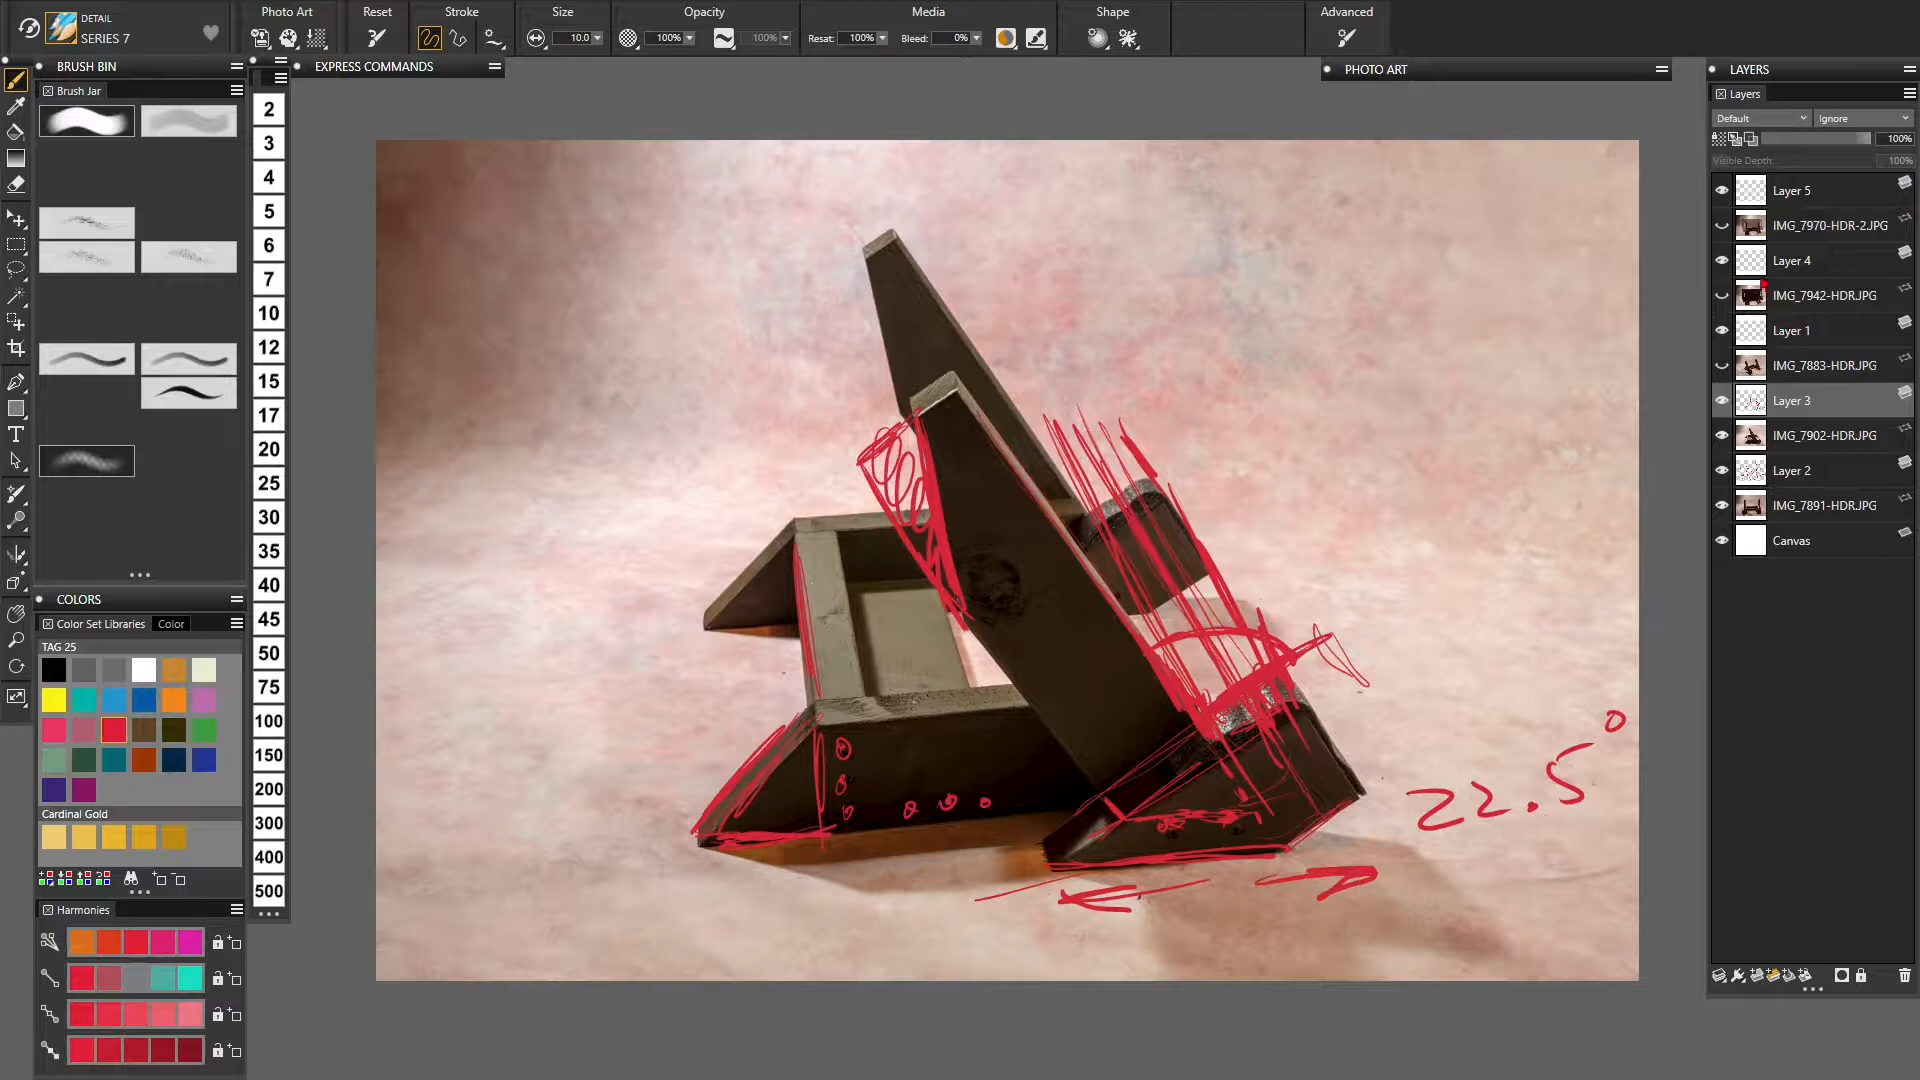 DETAIL
SERIES 7
Photo Art
Reset
Stroke
Size
10.0
Opacity
100%
100%
Media
Resat: 100%
Bleed: 0%
Shape
Advanced
BRUSH BIN
Brush Jar
EXPRESS COMMANDS
PHOTO ART
LAYERS
Layers
Default
Ignore
100%
Visible Depth: 100%
2
3
4
5
6
7
10
12
15
17
20
25
30
35
40
45
50
75
100
150
200
300
400
500
Layer 5
IMG_7970-HDR-2.JPG
Layer 4
IMG_7942-HDR.JPG
Layer 1
IMG_7883-HDR.JPG
Layer 3
IMG_7902-HDR.JPG
Layer 2
IMG_7891-HDR.JPG
Canvas
COLORS
Color Set Libraries
Color
TAG 25
Cardinal Gold
Harmonies
22.5°